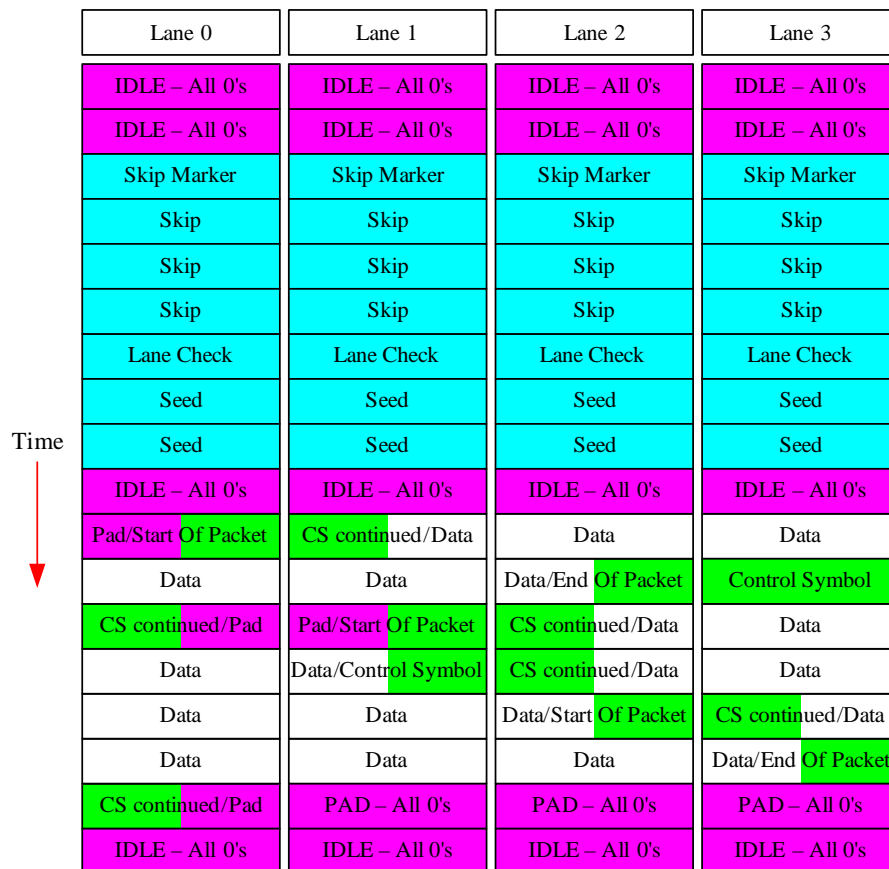 Lane 0 Lane 1 Lane 2 Lane 3
IDLE – All 0's IDLE – All 0's IDLE – All 0's IDLE – All 0's
IDLE – All 0's IDLE – All 0's IDLE – All 0's IDLE – All 0's
Skip Marker Skip Marker Skip Marker Skip Marker
Skip Skip Skip Skip
Skip Skip Skip Skip
Skip Skip Skip Skip
Lane Check Lane Check Lane Check Lane Check
Seed Seed Seed Seed
Seed Seed Seed Seed
Time
IDLE – All 0's IDLE – All 0's IDLE – All 0's IDLE – All 0's
Pad/Start Of Packet CS continued/Data Data Data
Data Data Data/End Of Packet Control Symbol
CS continued/Pad Pad/Start Of Packet CS continued/Data Data
Data Data/Control Symbol CS continued/Data Data
Data Data Data/Start Of Packet CS continued/Data
Data Data Data Data/End Of Packet
CS continued/Pad PAD – All 0's PAD – All 0's PAD – All 0's
IDLE – All 0's IDLE – All 0's IDLE – All 0's IDLE – All 0's